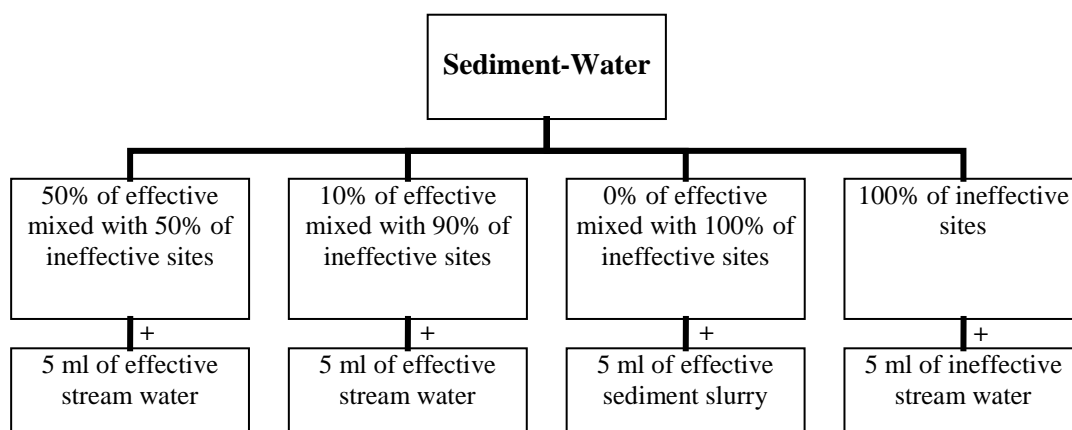 Sediment-Water
50% of effective
mixed with 50% of
ineffective sites
10% of effective
mixed with 90% of
ineffective sites
0% of effective
mixed with 100% of
ineffective sites
100% of ineffective
sites
+
+
+
+
5 ml of effective
stream water
5 ml of effective
stream water
5 ml of effective
sediment slurry
5 ml of ineffective
stream water